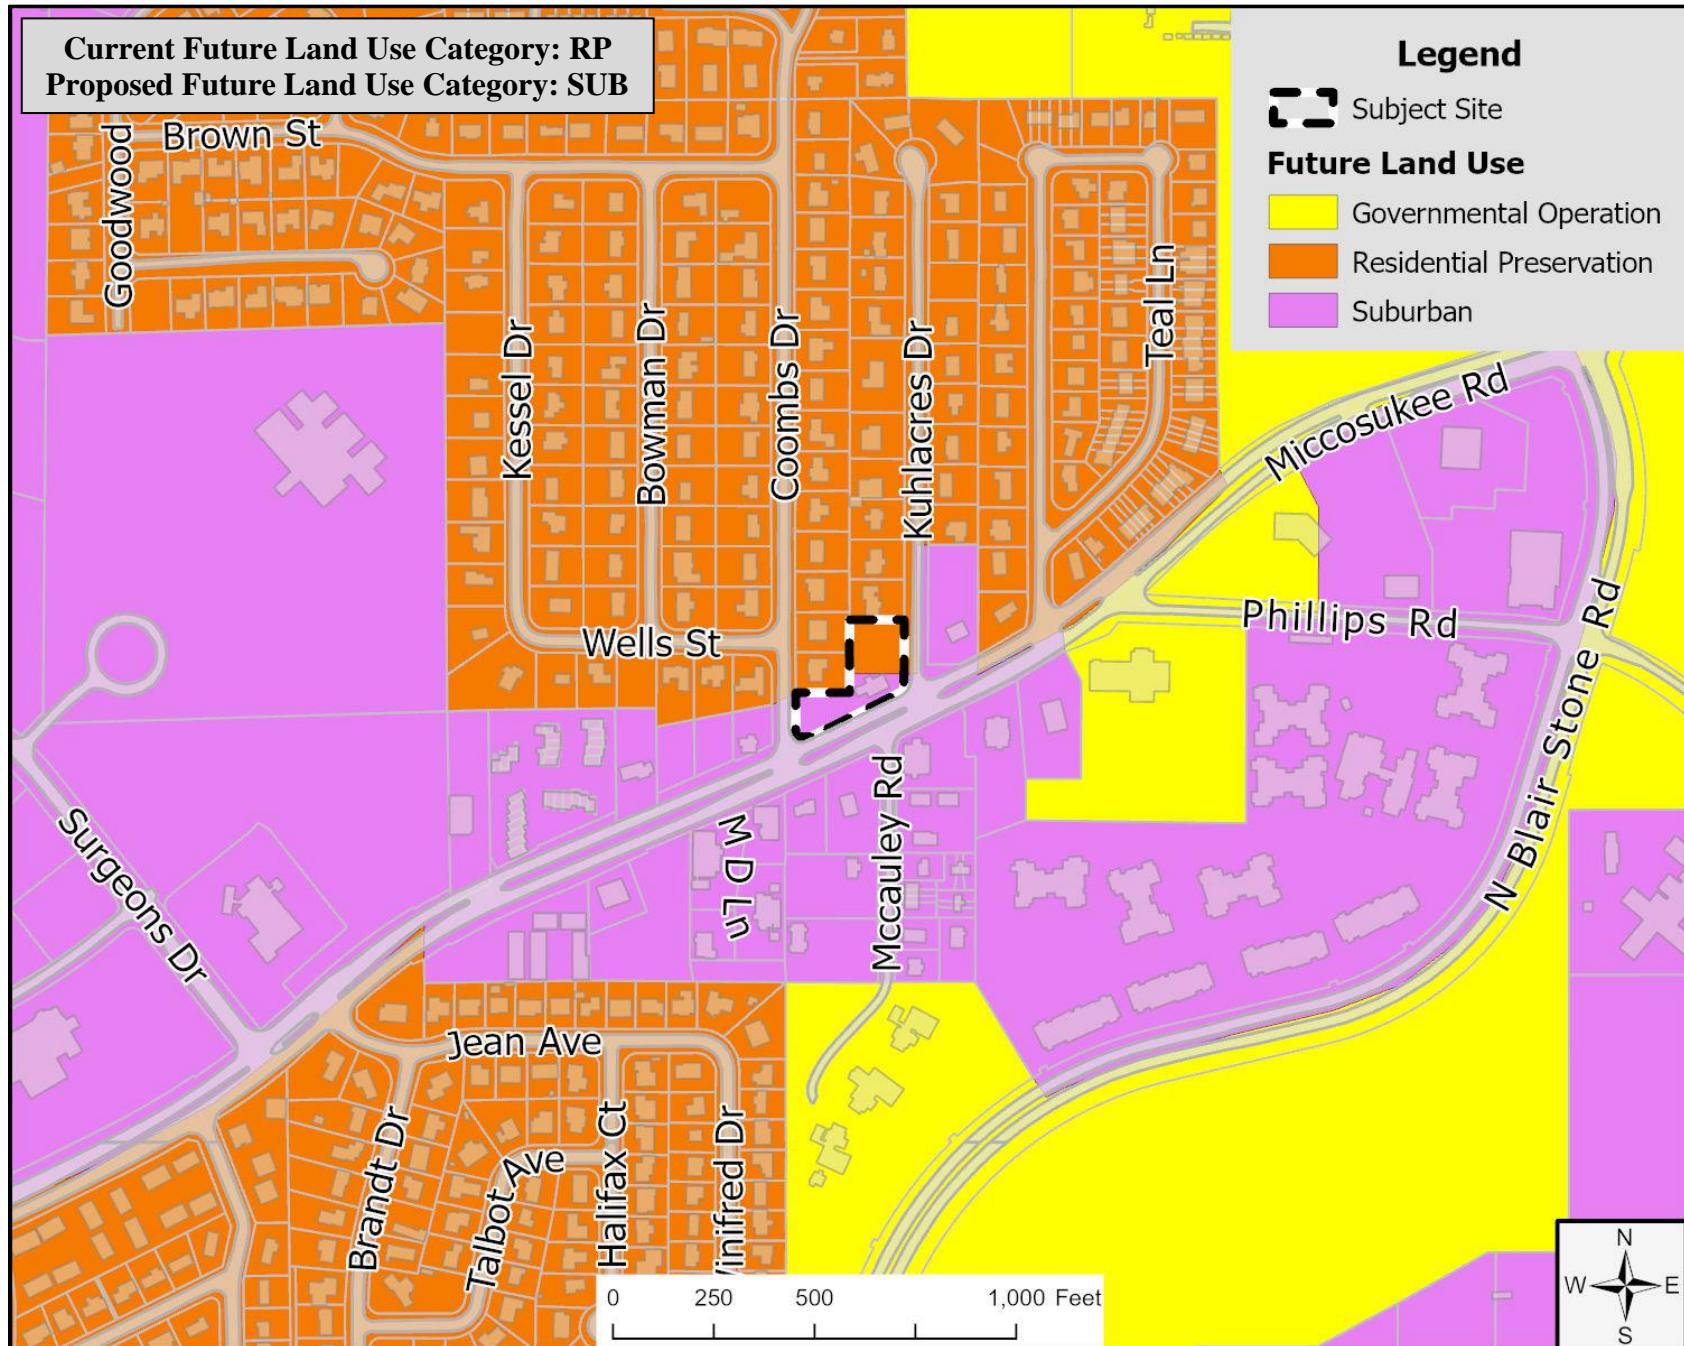 Current Future Land Use Category: RP
Proposed Future Land Use Category: SUB
Legend
Subject Site
Future Land Use
Governmental Operation
Residential Preservation
Suburban
Brown St
Goodwood
Kessel Dr
Bowman Dr
Coombs Dr
Kuhlacres Dr
Teal Ln
Miccosukee Rd
Wells St
Phillips Rd
N Blair Stone Rd
Surgeons Dr
M D Ln
Mccauley Rd
Jean Ave
Brandt Dr
Talbot Ave
Halifax Ct
inifred Dr
0 250 500 1,000 Feet
N
W E
S